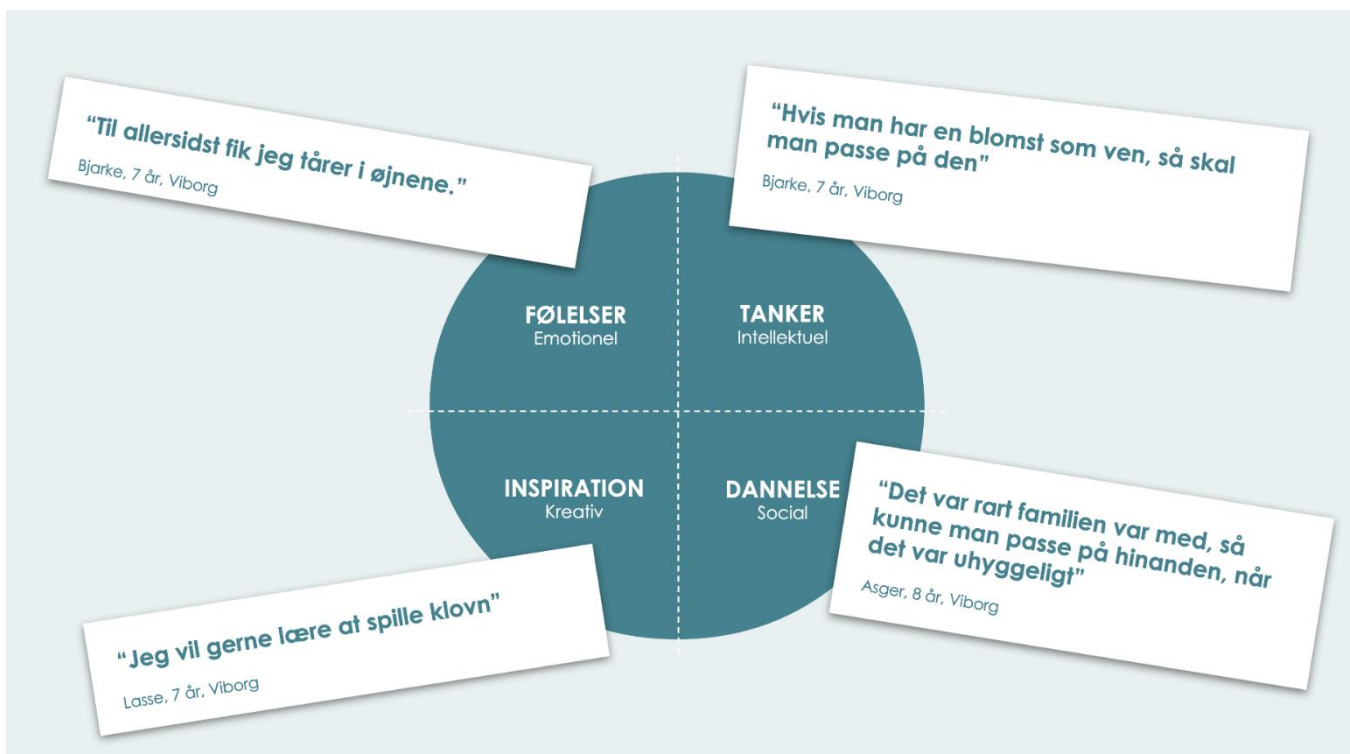 “Til allersidst fik jeg tårer i øjnene.”
Bjarke, 7 år, Viborg
“Hvis man har en blomst som ven, så skal
man passe på den”
Bjarke, 7 år, Viborg
FØLELSER
Emotionel
TANKER
Intellektuel
INSPIRATION
Kreativ
DANNELSE
Social
“Det var rart familien var med, så
kunne man passe på hinanden, når
det var uhyggeligt”
Asger, 8 år, Viborg
“Jeg vil gerne lære at spille klovn”
Lasse, 7 år, Viborg